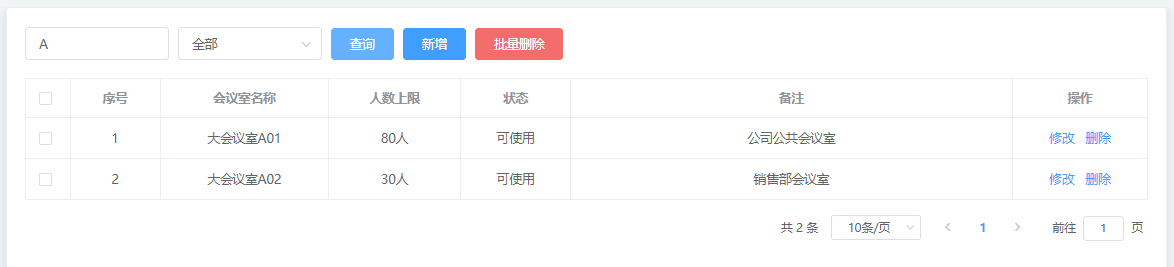 A 全部 查询 新增 批量删除
序号 会议室名称 人数上限 状态 备注 操作
1 大会议室A01 80人 可使用 公司公共会议室 修改 删除
2 大会议室A02 30人 可使用 销售部会议室 修改 删除
共 2 条 10条/页 1 前往 1 页